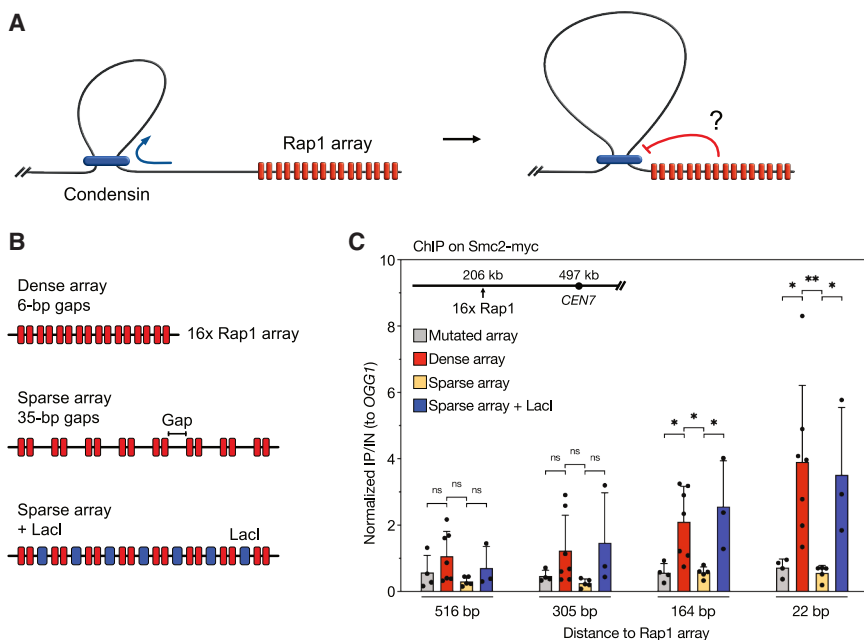 A
Rap1 array
Condensin
?
B
Dense array
6-bp gaps
16x Rap1 array
Sparse array
35-bp gaps
Gap
Sparse array
+ LacI
LacI
C
ChIP on Smc2-myc
206 kb
497 kb
16x Rap1
CEN7
Mutated array
Dense array
Sparse array
Sparse array + LacI
Normalized IP/IN (to OGG1)
10
8
6
4
2
0
ns ns ns
ns ns ns
* * *
* ** *
516 bp
305 bp
164 bp
22 bp
Distance to Rap1 array